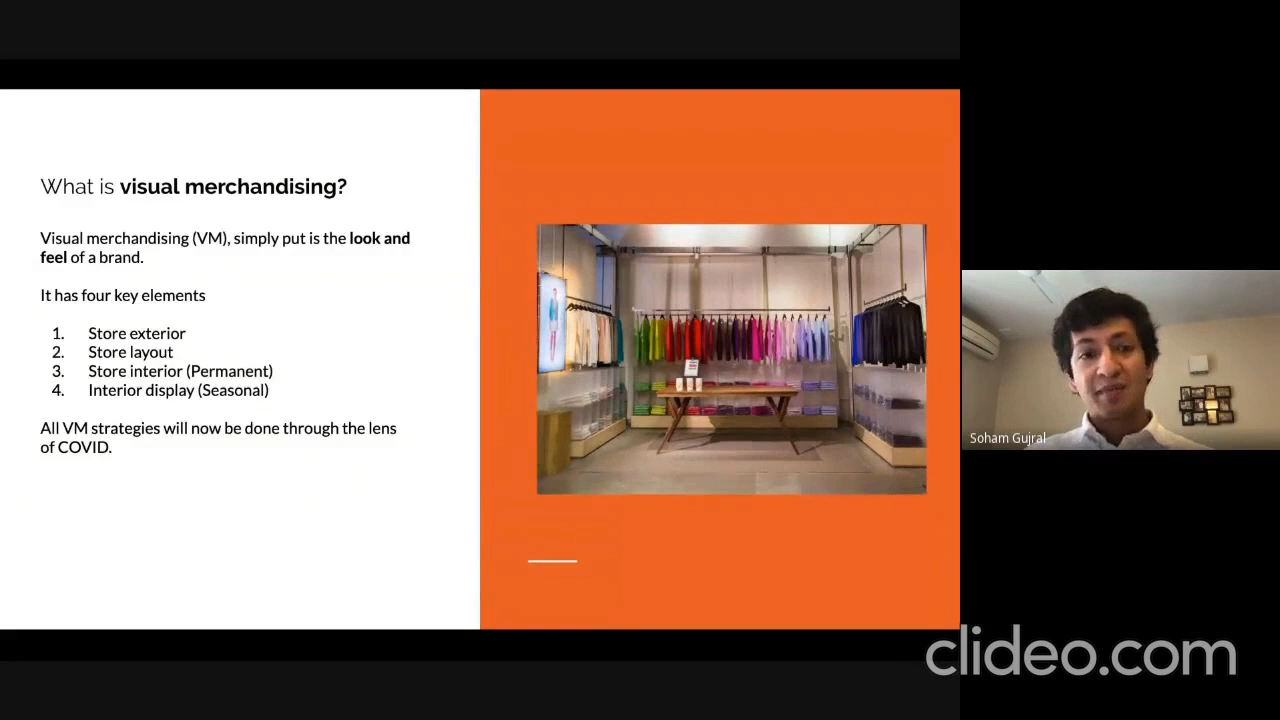 What is visual merchandising?
Visual merchandising (VM), simply put is the look and
feel of a brand.
It has four key elements
1. Store exterior
2. Store layout
3. Store interior (Permanent)
4. Interior display (Seasonal)
All VM strategies will now be done through the lens
of COVID.
Soham Gujral
clideo.com